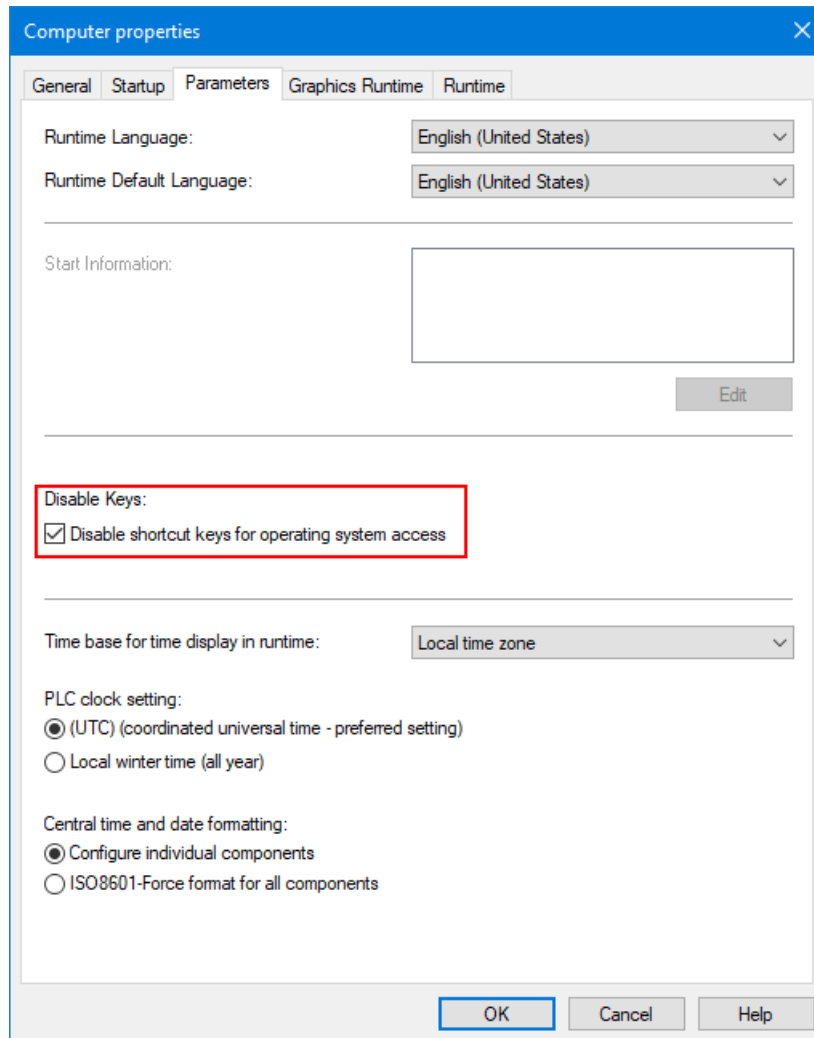 Computer properties
General Startup Parameters Graphics Runtime Runtime
Runtime Language: English (United States)
Runtime Default Language: English (United States)
Start Information:
Edit
Disable Keys:
Disable shortcut keys for operating system access
Time base for time display in runtime: Local time zone
PLC clock setting:
(UTC) (coordinated universal time - preferred setting)
Local winter time (all year)
Central time and date formatting:
Configure individual components
ISO8601-Force format for all components
OK Cancel Help